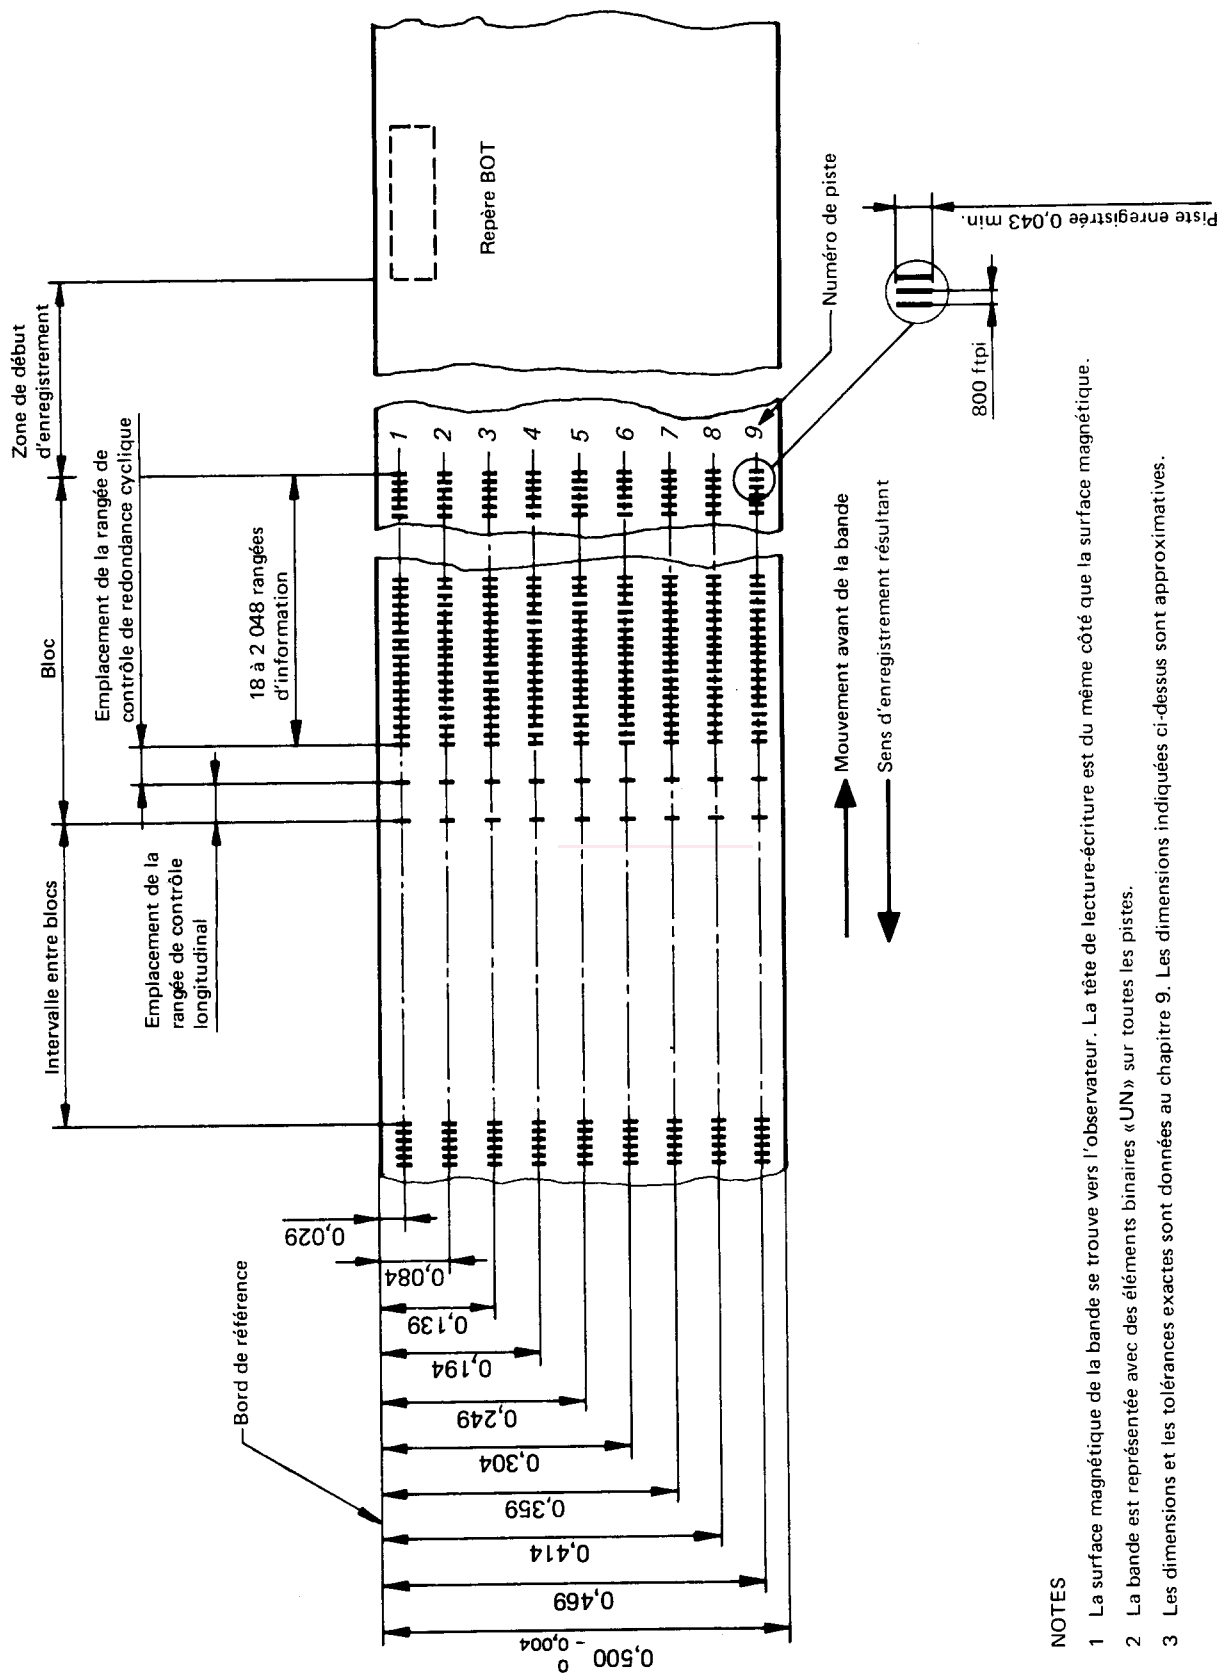 Zone de début
d'enregistrement
Bloc
Intervalle entre blocs
Emplacement de la rangée de
contrôle de redondance cyclique
18 à 2 048 rangées
d'information
Emplacement de la
rangée de contrôle
longitudinal
Repère BOT
1
2
3
4
5
6
7
8
9
Numéro de piste
Piste enregistrée 0,043 min.
800 ftpi
Mouvement avant de la bande
Sens d'enregistrement résultant
Bord de référence
0,029
0,084
0,139
0,194
0,249
0,304
0,359
0,414
0,469
0,500 0 - 0,004
NOTES
1 La surface magnétique de la bande se trouve vers l'observateur. La tête de lecture-écriture est du même côté que la surface magnétique.
2 La bande est représentée avec des éléments binaires «UN» sur toutes les pistes.
3 Les dimensions et les tolérances exactes sont données au chapitre 9. Les dimensions indiquées ci-dessus sont approximatives.